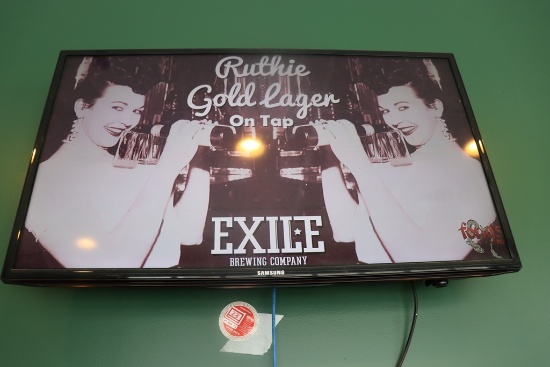 Ruthie
Gold Lager
On Tap
EXILE
BREWING COMPANY
SAMSUNG